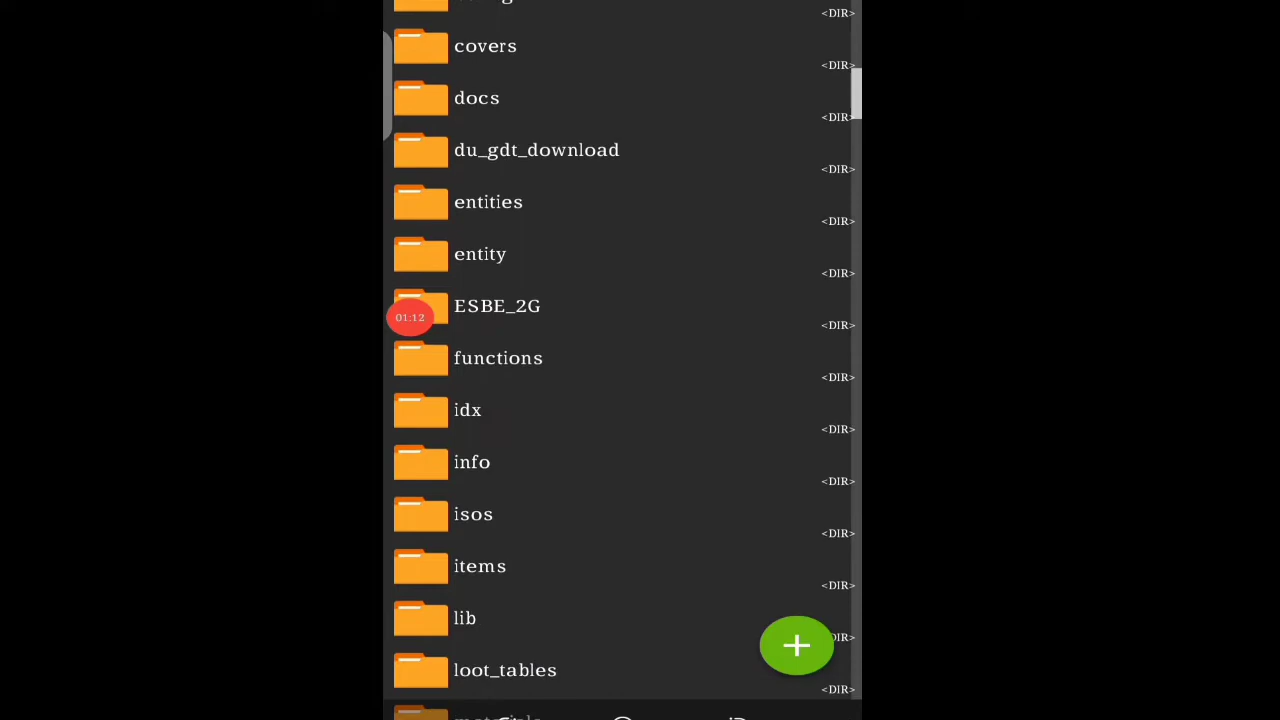 <DIR>
covers
<DIR>
docs
<DIR>
du_gdt_download
<DIR>
entities
<DIR>
entity
<DIR>
ESBE_2G
01:12
<DIR>
functions
<DIR>
idx
<DIR>
info
<DIR>
isos
<DIR>
items
<DIR>
lib
DIR>
loot_tables
<DIR>